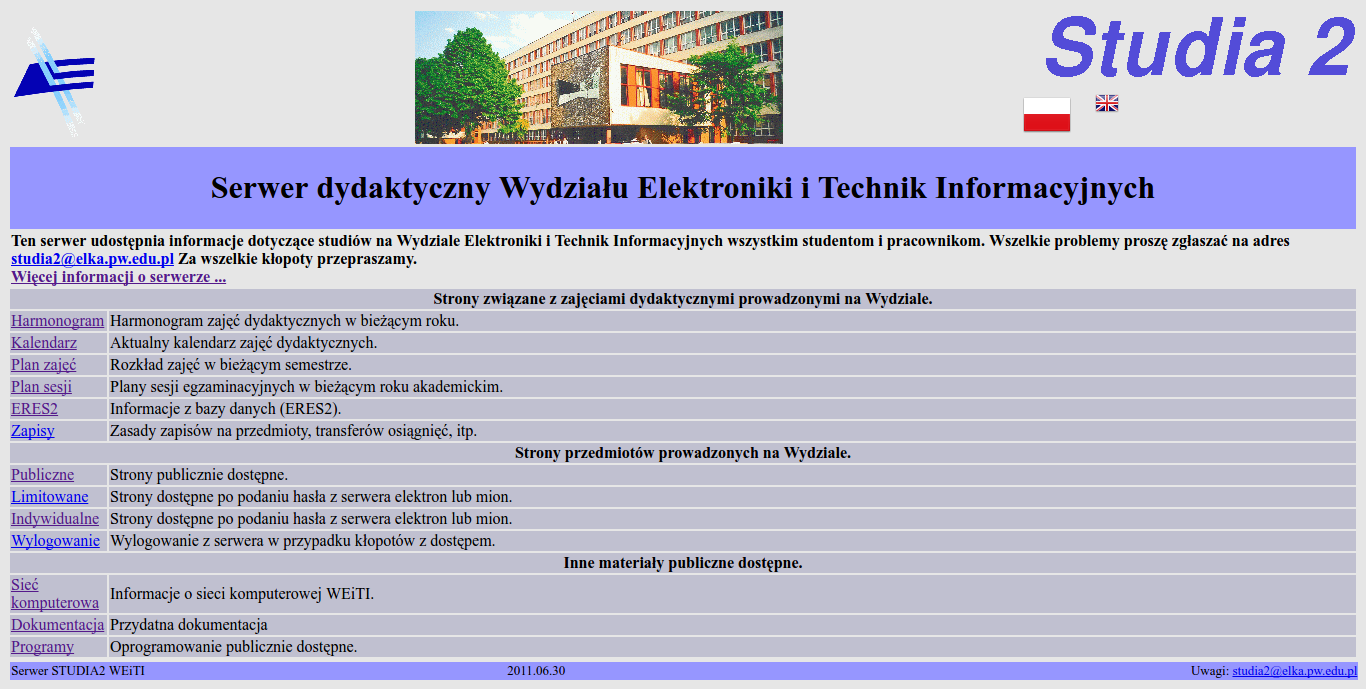 Studia 2
Serwer dydaktyczny Wydziału Elektroniki i Technik Informacyjnych
Ten serwer udostępnia informacje dotyczące studiów na Wydziale Elektroniki i Technik Informacyjnych wszystkim studentom i pracownikom. Wszelkie problemy proszę zgłaszać na adres
studia2@elka.pw.edu.pl Za wszelkie kłopoty przepraszamy.
Więcej informacji o serwerze ...
Strony związane z zajęciami dydaktycznymi prowadzonymi na Wydziale.
Harmonogram Harmonogram zajęć dydaktycznych w bieżącym roku.
Kalendarz Aktualny kalendarz zajęć dydaktycznych.
Plan zajęć Rozkład zajęć w bieżącym semestrze.
Plan sesji Plany sesji egzaminacyjnych w bieżącym roku akademickim.
ERES2 Informacje z bazy danych (ERES2).
Zapisy Zasady zapisów na przedmioty, transferów osiągnięć, itp.
Strony przedmiotów prowadzonych na Wydziale.
Publiczne Strony publicznie dostępne.
Limitowane Strony dostępne po podaniu hasła z serwera elektron lub mion.
Indywidualne Strony dostępne po podaniu hasła z serwera elektron lub mion.
Wylogowanie Wylogowanie z serwera w przypadku kłopotów z dostępem.
Inne materiały publiczne dostępne.
Sieć
komputerowa Informacje o sieci komputerowej WEiTI.
Dokumentacja Przydatna dokumentacja
Programy Oprogramowanie publicznie dostępne.
Serwer STUDIA2 WEiTI 2011.06.30 Uwagi: studia2@elka.pw.edu.pl